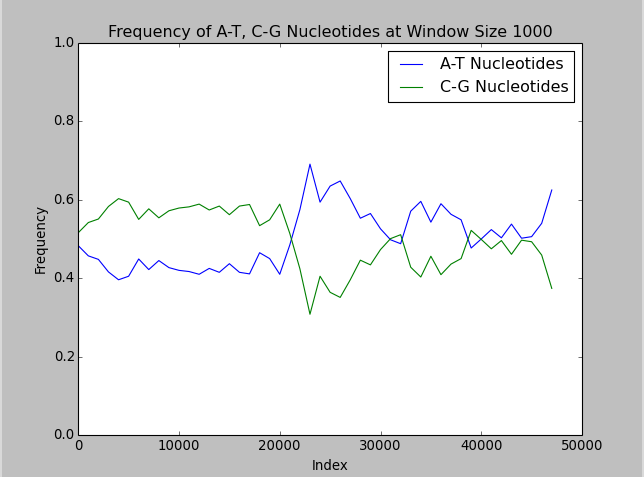 Frequency of A-T, C-G Nucleotides at Window Size 1000
1.0
A-T Nucleotides
C-G Nucleotides
0.8
0.6
Frequency
0.4
0.2
0.0
0 10000 20000 30000 40000 50000
Index